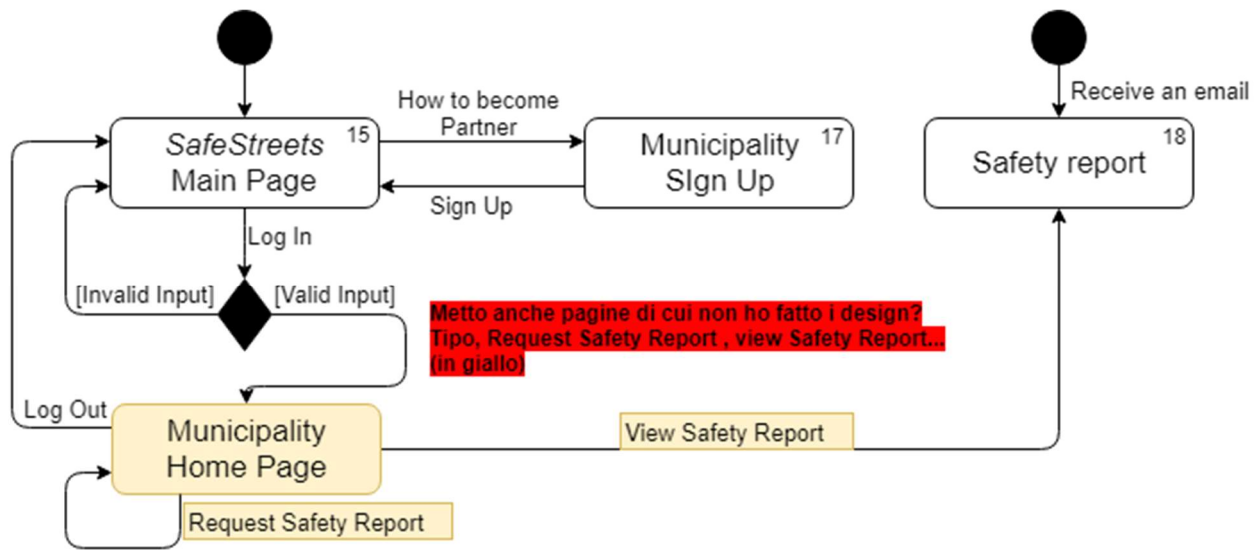 How to become
Partner
Receive an email
SafeStreets
Main Page
15
Municipality
SIgn Up
17
Safety report
18
Sign Up
Log In
[Invalid Input]
[Valid Input]
Metto anche pagine di cui non ho fatto i design?
Tipo, Request Safety Report , view Safety Report...
(in giallo)
Log Out
Municipality
Home Page
View Safety Report
Request Safety Report